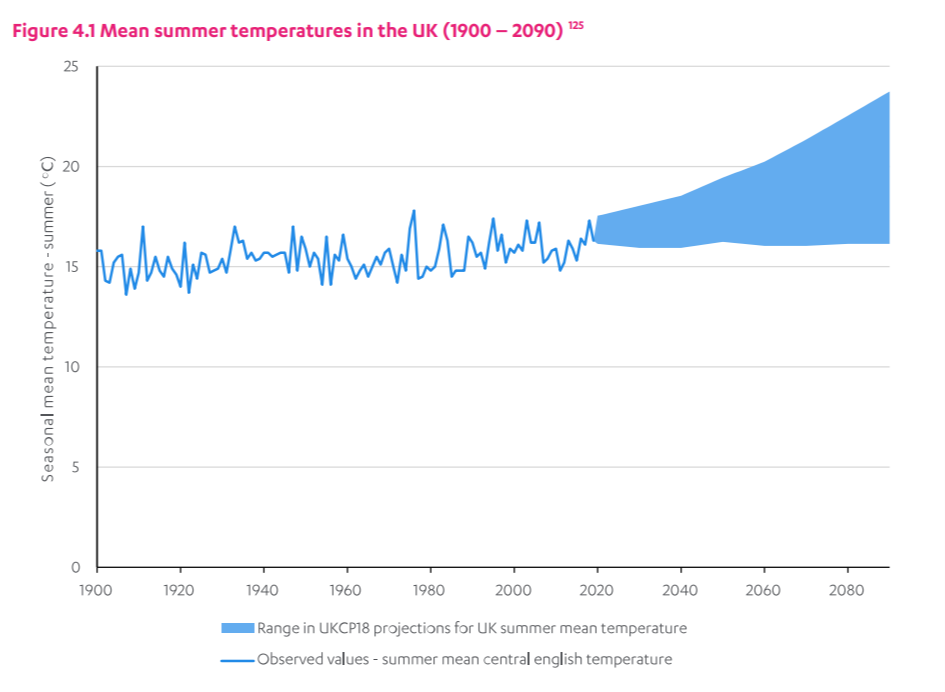 Figure 4.1 Mean summer temperatures in the UK (1900 – 2090) 125
25
20
15
10
5
0
Seasonal mean temperature - summer (°C)
1900 1920 1940 1960 1980 2000 2020 2040 2060 2080
Range in UKCP18 projections for UK summer mean temperature
Observed values - summer mean central english temperature